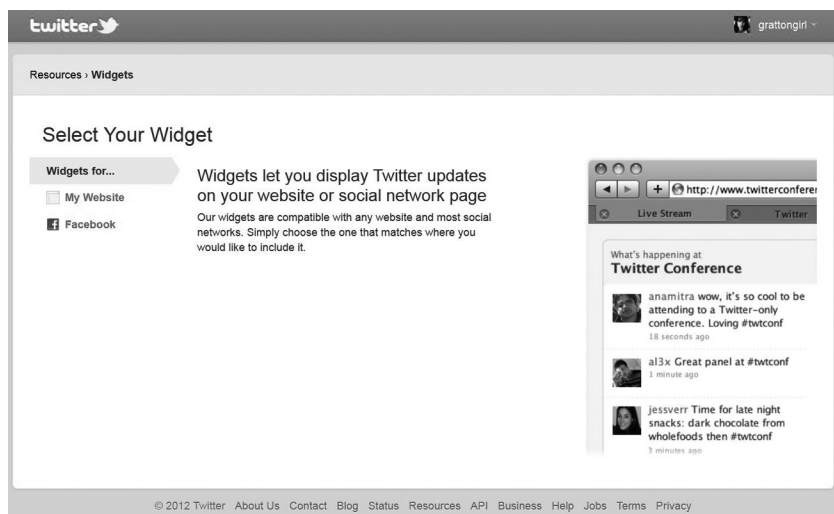 twitter
grattongirl
Resources › Widgets
Select Your Widget
Widgets for...
My Website
Facebook
Widgets let you display Twitter updates
on your website or social network page
Our widgets are compatible with any website and most social
networks. Simply choose the one that matches where you
would like to include it.
http://www.twitterconferen
Live Stream
Twitter
What's happening at
Twitter Conference
anamitra wow, it's so cool to be
attending to a Twitter-only
conference. Loving #twtconf
18 seconds ago
al3x Great panel at #twtconf
1 minute ago
jessverr Time for late night
snacks: dark chocolate from
wholefoods then #twtconf
3 minutes ago
© 2012 Twitter About Us Contact Blog Status Resources API Business Help Jobs Terms Privacy